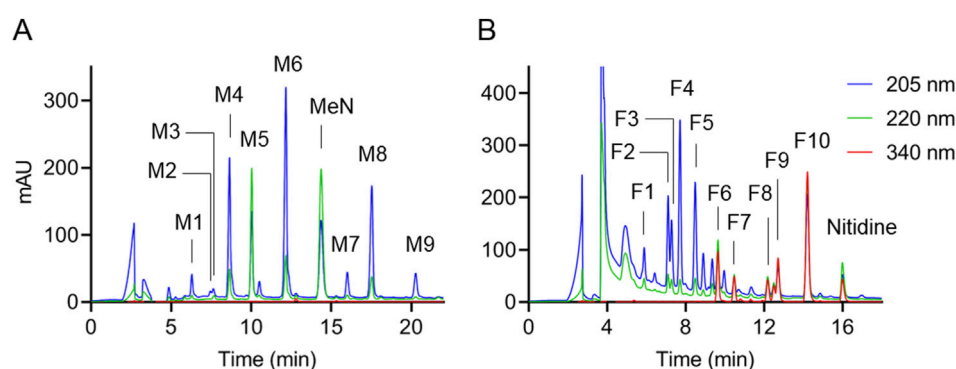 A
mAU
300
200
100
0
M1
M2
M3
M4
M5
M6
MeN
M7
M8
M9
0 5 10 15 20
Time (min)
B
400
300
200
100
0
F1
F2
F3
F4
F5
F6
F7
F8
F9
F10
Nitidine
0 4 8 12 16
Time (min)
205 nm
220 nm
340 nm